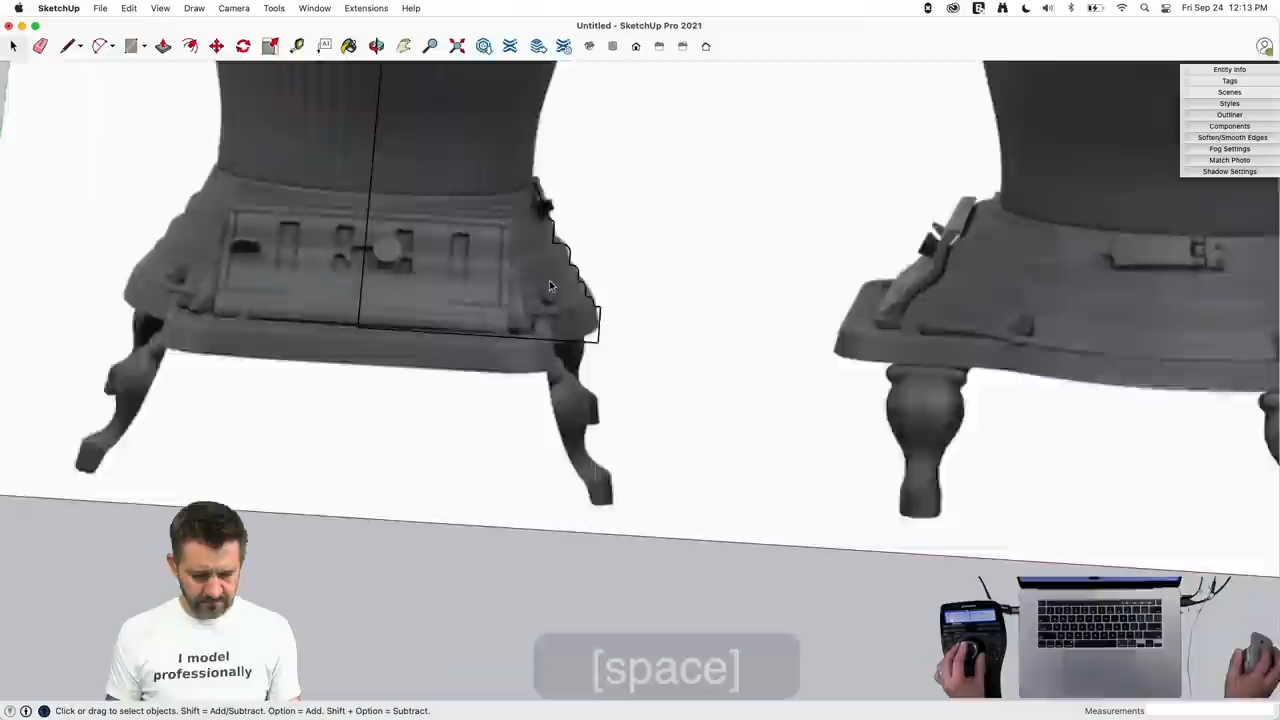 SketchUp File Edit View Draw Camera Tools Window Extensions Help Fri Sep 24 12:13 PM
Untitled - SketchUp Pro 2021
Entity Info
Tags
Scenes
Styles
Outliner
Components
Soften/Smooth Edges
Fog Settings
Match Photo
Shadow Settings
I model
professionally
[space]
Click or drag to select objects. Shift = Add/Subtract. Option = Add. Shift + Option = Subtract.
Measurements